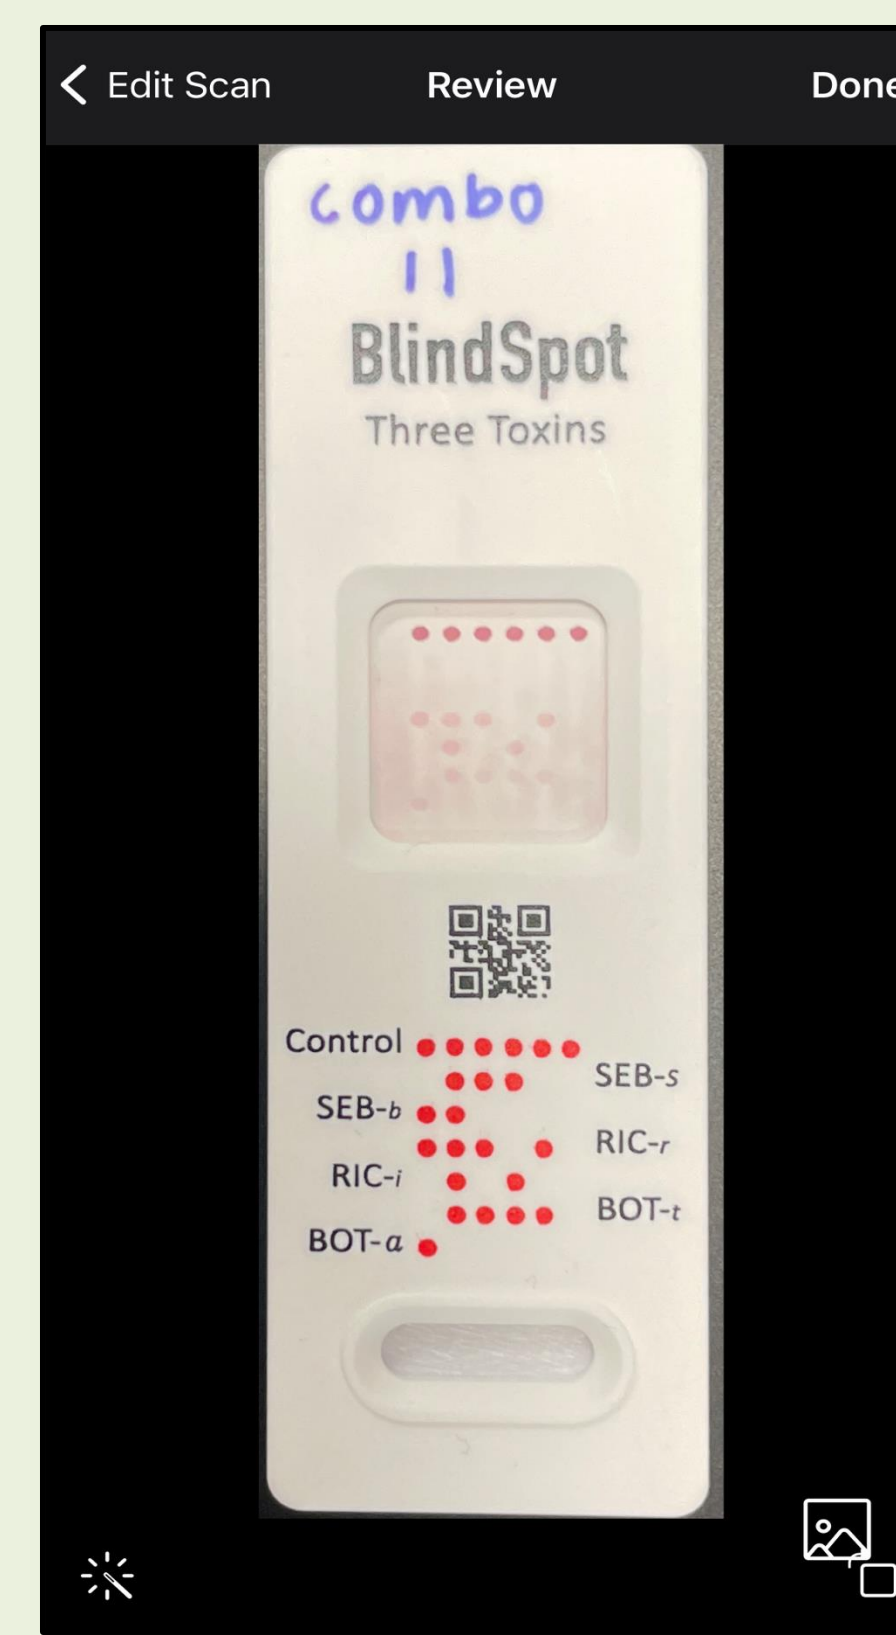 Edit Scan
Review
Done
combo
11
BlindSpot
Three Toxins
Control
SEB-s
SEB-b
RIC-r
RIC-i
BOT-t
BOT-a